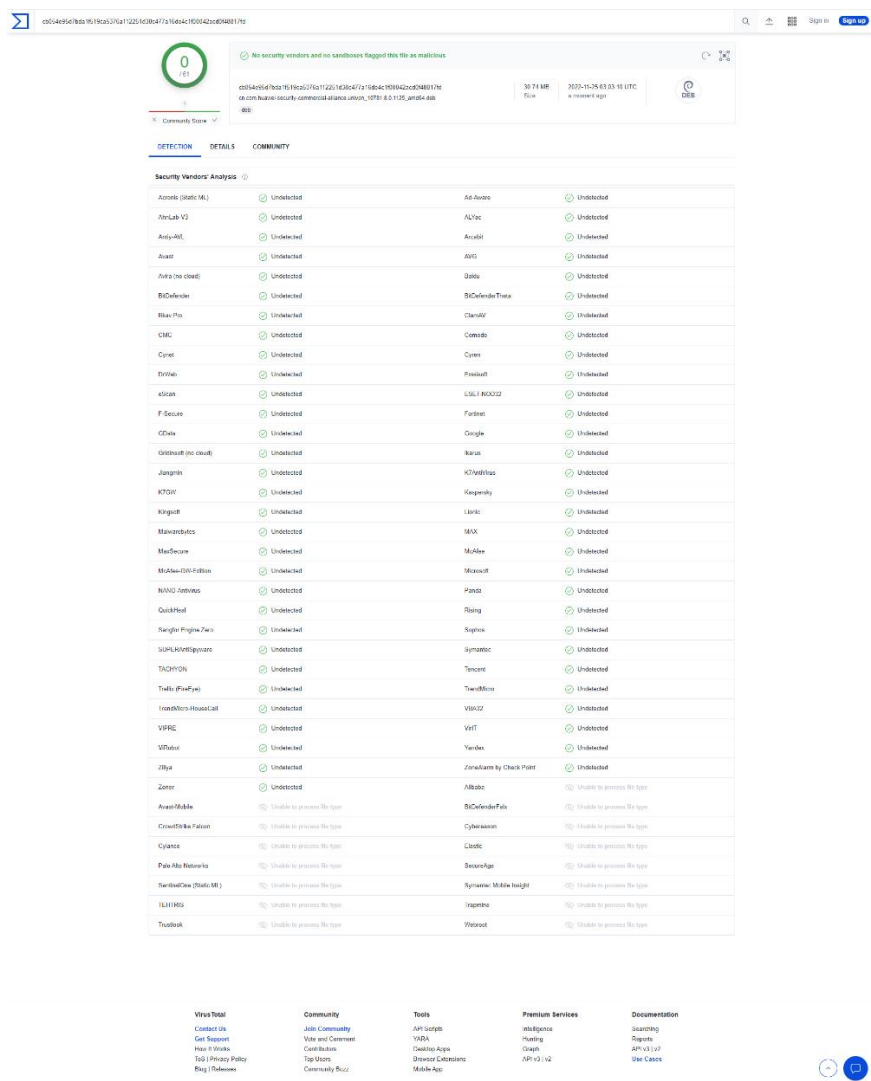 Sign in Sign up
0
/ 61
Community Score
No security vendors and no sandboxes flagged this file as malicious
deb
30.74 MB
Size
2022-11-25 03:03:10 UTC
a moment ago
DEB
DETECTION DETAILS COMMUNITY
Security Vendors' Analysis
Acronis (Static ML) Undetected Ad-Aware Undetected
AhnLab-V3 Undetected ALYac Undetected
Antiy-AVL Undetected Arcabit Undetected
Avast Undetected AVG Undetected
Avira (no cloud) Undetected Baidu Undetected
BitDefender Undetected BitDefenderTheta Undetected
Bkav Pro Undetected ClamAV Undetected
CMC Undetected Comodo Undetected
Cynet Undetected Cyren Undetected
DrWeb Undetected Emsisoft Undetected
eScan Undetected ESET-NOD32 Undetected
F-Secure Undetected Fortinet Undetected
GData Undetected Google Undetected
Gridinsoft (no cloud) Undetected Ikarus Undetected
Jiangmin Undetected K7AntiVirus Undetected
K7GW Undetected Kaspersky Undetected
Kingsoft Undetected Lionic Undetected
Malwarebytes Undetected MAX Undetected
MaxSecure Undetected McAfee Undetected
McAfee-GW-Edition Undetected Microsoft Undetected
NANO-Antivirus Undetected Panda Undetected
QuickHeal Undetected Rising Undetected
Sangfor Engine Zero Undetected Sophos Undetected
SUPERAntiSpyware Undetected Symantec Undetected
TACHYON Undetected Tencent Undetected
Trellix (FireEye) Undetected TrendMicro Undetected
TrendMicro-HouseCall Undetected VBA32 Undetected
VIPRE Undetected VirIT Undetected
ViRobot Undetected Yandex Undetected
Zillya Undetected ZoneAlarm by Check Point Undetected
Zoner Undetected Alibaba Unable to process file type
Avast-Mobile Unable to process file type BitDefenderFalx Unable to process file type
CrowdStrike Falcon Unable to process file type Cybereason Unable to process file type
Cylance Unable to process file type Elastic Unable to process file type
Palo Alto Networks Unable to process file type SecureAge Unable to process file type
SentinelOne (Static ML) Unable to process file type Symantec Mobile Insight Unable to process file type
TEHTRIS Unable to process file type Trapmine Unable to process file type
Trustlook Unable to process file type Webroot Unable to process file type
VirusTotal Community Tools Premium Services Documentation
Contact Us Join Community API Scripts Intelligence Searching
Get Support Vote and Comment YARA Hunting Reports
How It Works Contributors Desktop Apps Graph API v3 | v2
ToS | Privacy Policy Top Users Browser Extensions API v3 | v2 Use Cases
Blog | Releases Community Buzz Mobile App